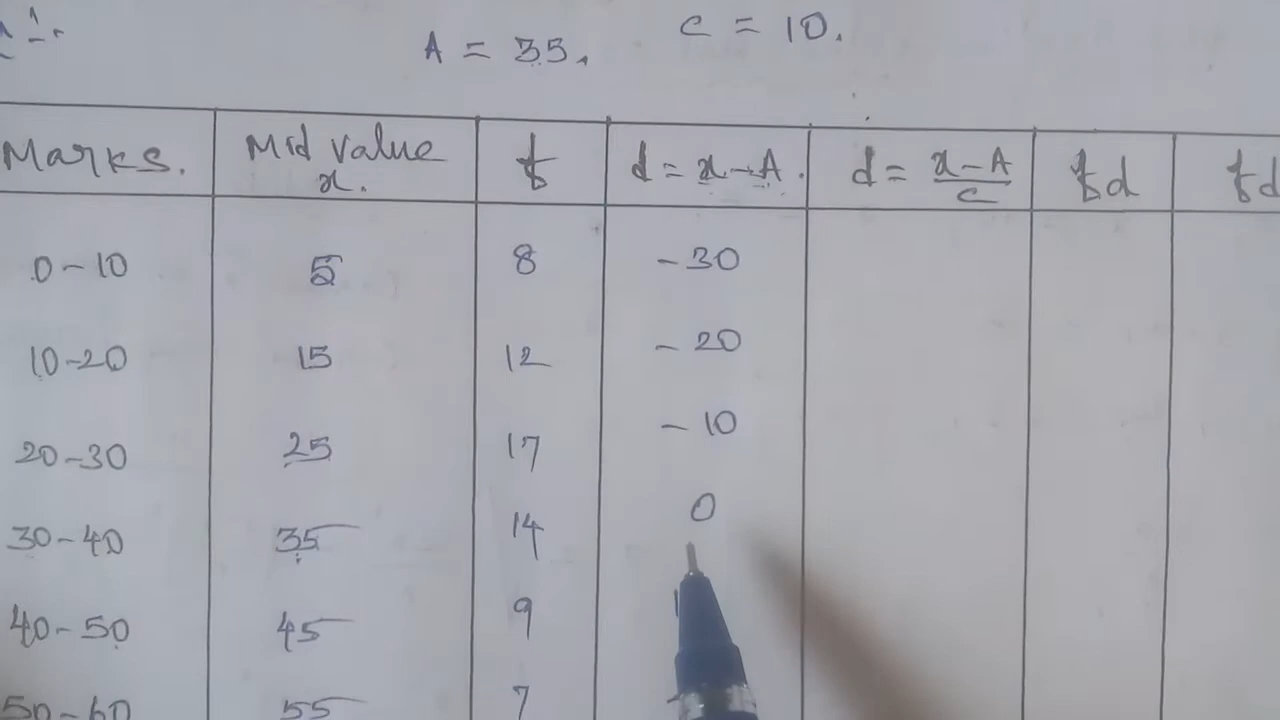 A = 35. C = 10.
Marks. Mid value x. f d = x - A. d = x - A / c fd fd
0-10 5 8 -30
10-20 15 12 -20
20-30 25 17 -10
30-40 35 14 0
40-50 45 9
50-60 55 7